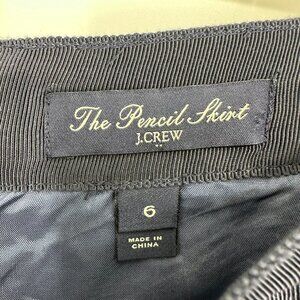 The Pencil Skirt
J.CREW
6
MADE IN
CHINA